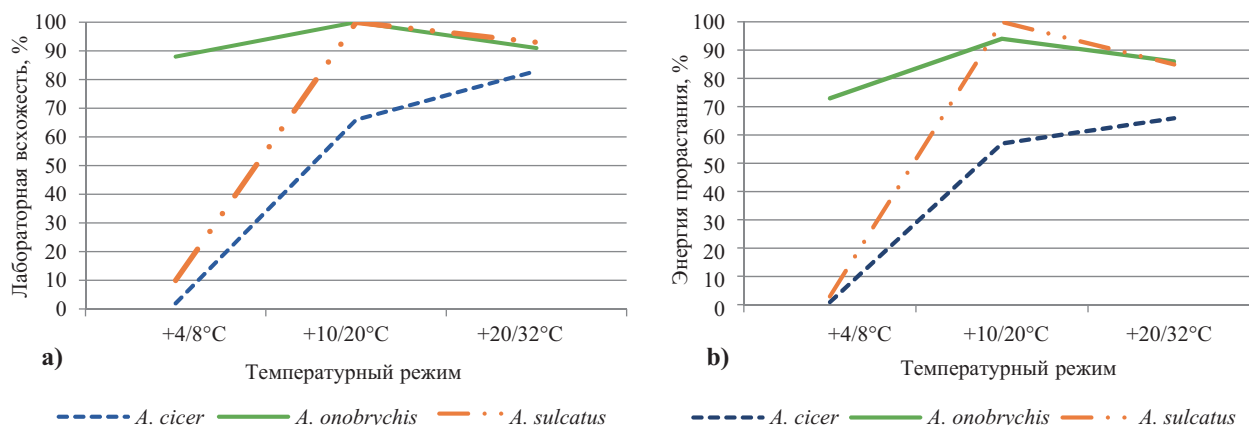 Лабораторная всхожесть, %
100
90
80
70
60
50
40
30
20
10
0
+4/8°C
+10/20°C
+20/32°C
a)
Температурный режим
A. cicer
A. onobrychis
A. sulcatus
Энергия прорастания, %
100
90
80
70
60
50
40
30
20
10
0
+4/8°C
+10/20°C
+20/32°C
b)
Температурный режим
A. cicer
A. onobrychis
A. sulcatus